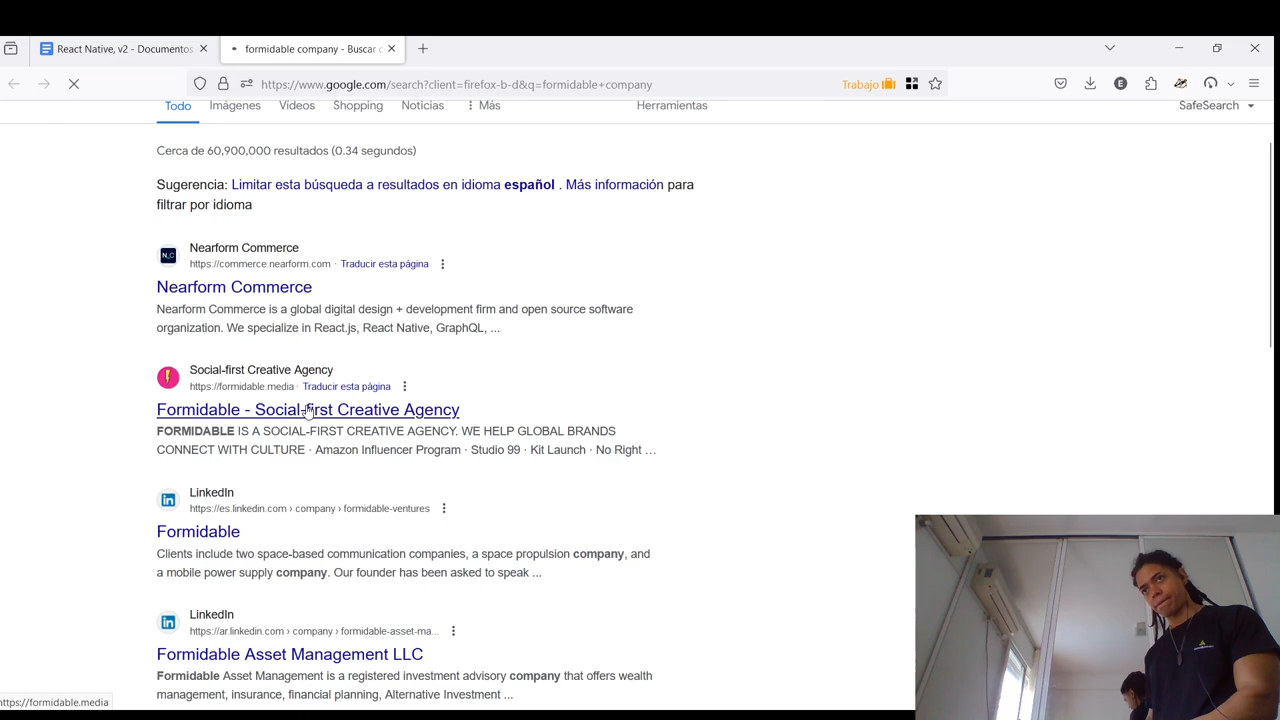 React Native, v2 - Documentos
formidable company - Buscar c
https://www.google.com/search?client=firefox-b-d&q=formidable+company
Trabajo
Todo
Imágenes
Vídeos
Shopping
Noticias
Más
Herramientas
SafeSearch
Cerca de 60,900,000 resultados (0.34 segundos)
Sugerencia: Limitar esta búsqueda a resultados en idioma español . Más información para
filtrar por idioma
N_C
Nearform Commerce
https://commerce.nearform.com · Traducir esta página
Nearform Commerce
Nearform Commerce is a global digital design + development firm and open source software
organization. We specialize in React.js, React Native, GraphQL, ...
Social-first Creative Agency
https://formidable.media · Traducir esta página
Formidable - Social-first Creative Agency
FORMIDABLE IS A SOCIAL-FIRST CREATIVE AGENCY. WE HELP GLOBAL BRANDS
CONNECT WITH CULTURE · Amazon Influencer Program · Studio 99 · Kit Launch · No Right ...
in
LinkedIn
https://es.linkedin.com › company › formidable-ventures
Formidable
Clients include two space-based communication companies, a space propulsion company, and
a mobile power supply company. Our founder has been asked to speak ...
in
LinkedIn
https://ar.linkedin.com › company › formidable-asset-ma...
Formidable Asset Management LLC
Formidable Asset Management is a registered investment advisory company that offers wealth
management, insurance, financial planning, Alternative Investment ...
https://formidable.media